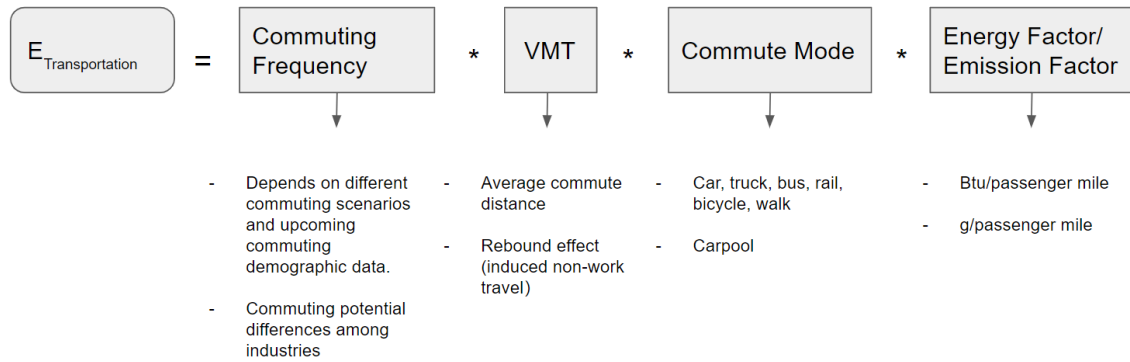 E Transportation = Commuting Frequency * VMT * Commute Mode * Energy Factor/ Emission Factor
- Depends on different
commuting scenarios
and upcoming
commuting
demographic data.
- Commuting potential
differences among
industries
- Average commute
distance
- Rebound effect
(induced non-work
travel)
- Car, truck, bus, rail,
bicycle, walk
- Carpool
- Btu/passenger mile
- g/passenger mile